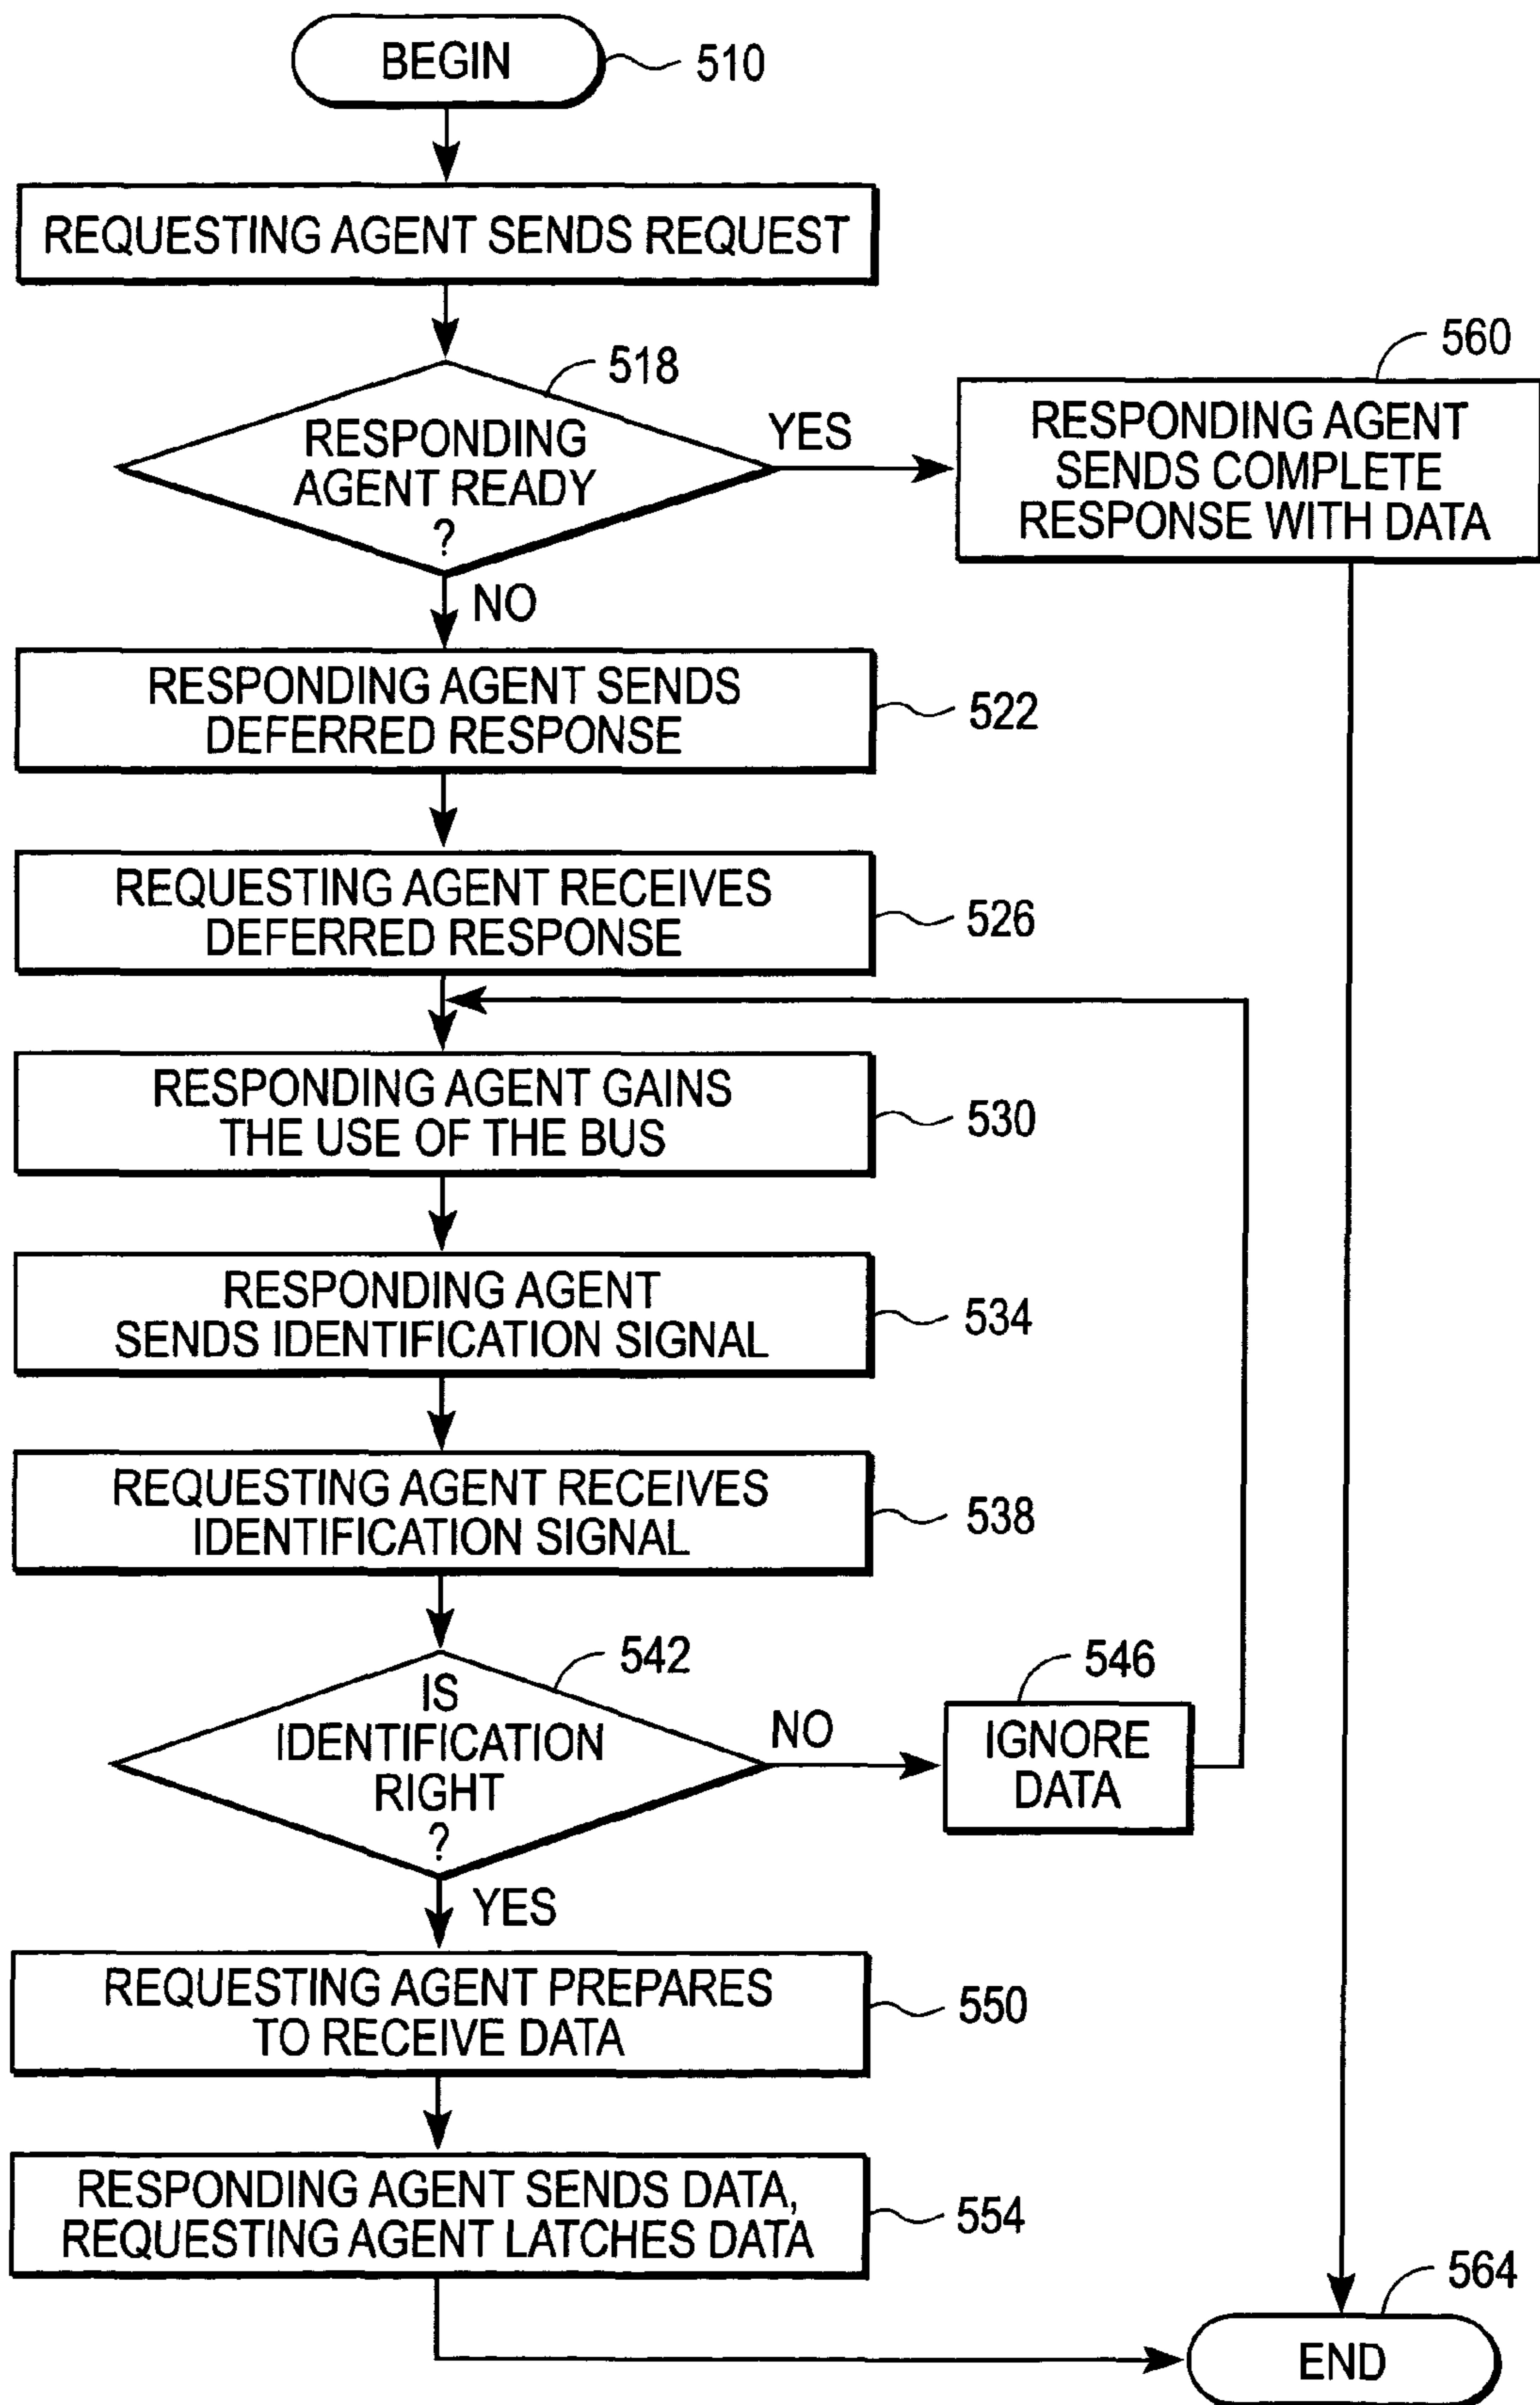 BEGIN
510
REQUESTING AGENT SENDS REQUEST
518
RESPONDING
AGENT READY
?
YES
560
RESPONDING AGENT
SENDS COMPLETE
RESPONSE WITH DATA
NO
RESPONDING AGENT SENDS
DEFERRED RESPONSE
522
REQUESTING AGENT RECEIVES
DEFERRED RESPONSE
526
RESPONDING AGENT GAINS
THE USE OF THE BUS
530
RESPONDING AGENT
SENDS IDENTIFICATION SIGNAL
534
REQUESTING AGENT RECEIVES
IDENTIFICATION SIGNAL
538
542
IS
IDENTIFICATION
RIGHT
?
NO
546
IGNORE
DATA
YES
REQUESTING AGENT PREPARES
TO RECEIVE DATA
550
RESPONDING AGENT SENDS DATA,
REQUESTING AGENT LATCHES DATA
554
564
END